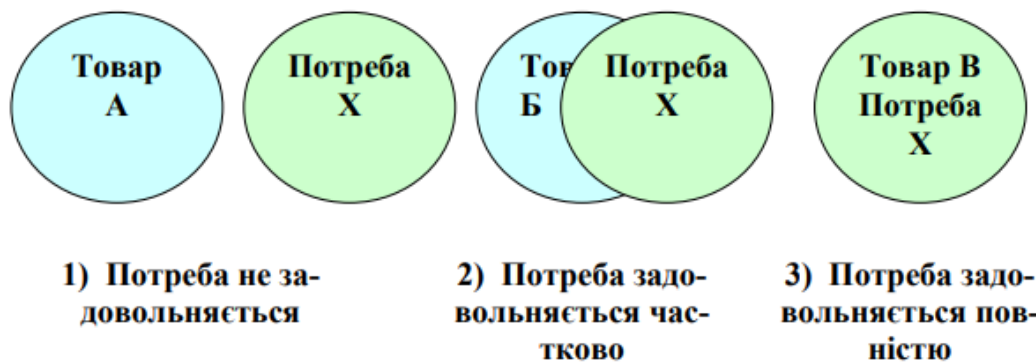 Товар
А
Потреба
Х
Тов
Б
Потреба
Х
Товар В
Потреба
Х
1) Потреба не за-
довольняється
2) Потреба задо-
вольняється час-
тково
3) Потреба задо-
вольняється пов-
ністю